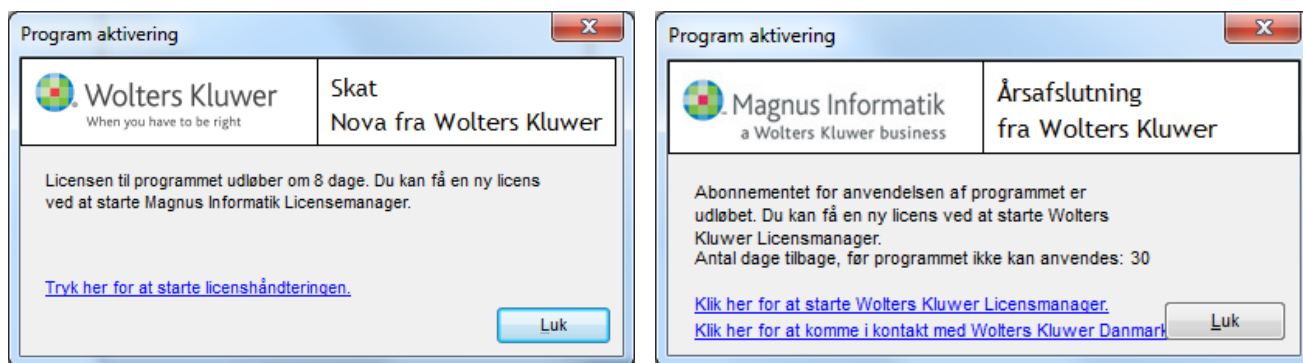 Program aktivering
Wolters Kluwer
When you have to be right
Skat
Nova fra Wolters Kluwer
Licensen til programmet udløber om 8 dage. Du kan få en ny licens
ved at starte Magnus Informatik Licensemanager.
Tryk her for at starte licenshåndteringen.
Luk
Program aktivering
Magnus Informatik
a Wolters Kluwer business
Årsafslutning
fra Wolters Kluwer
Abonnementet for anvendelsen af programmet er
udløbet. Du kan få en ny licens ved at starte Wolters
Kluwer Licensmanager.
Antal dage tilbage, før programmet ikke kan anvendes: 30
Klik her for at starte Wolters Kluwer Licensmanager.
Klik her for at komme i kontakt med Wolters Kluwer Danmark
Luk